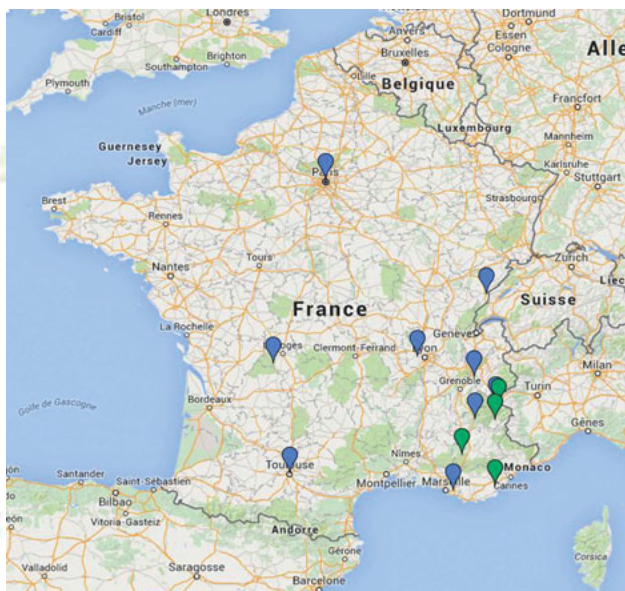 Bristol
Cardiff
Londres
Southampton
Brighton
Plymouth
Anvers
Bruxelles
Belgique
Lille
Dortmund
Essen
Cologne
Alle
Francfort
Manche (mer)
Guernesey
Jersey
Luxembourg
Mannheim
Karlsruhe
Stuttgart
Paris
Strasbourg
Brest
Rennes
Tours
Nantes
Zurich
Suisse
Liec
France
Genève
La Rochelle
Clermont-Ferrand
Lyon
Milan
Grenoble
Turin
Bordeaux
Golfe de Gascogne
Gênes
Nîmes
Monaco
Cannes
Montpellier
Santander
Saint-Sébastien
Bilbao
Vitoria-Gasteiz
Andorre
Gérone
Corsica
Valladolid
Saragosse
Barcelone